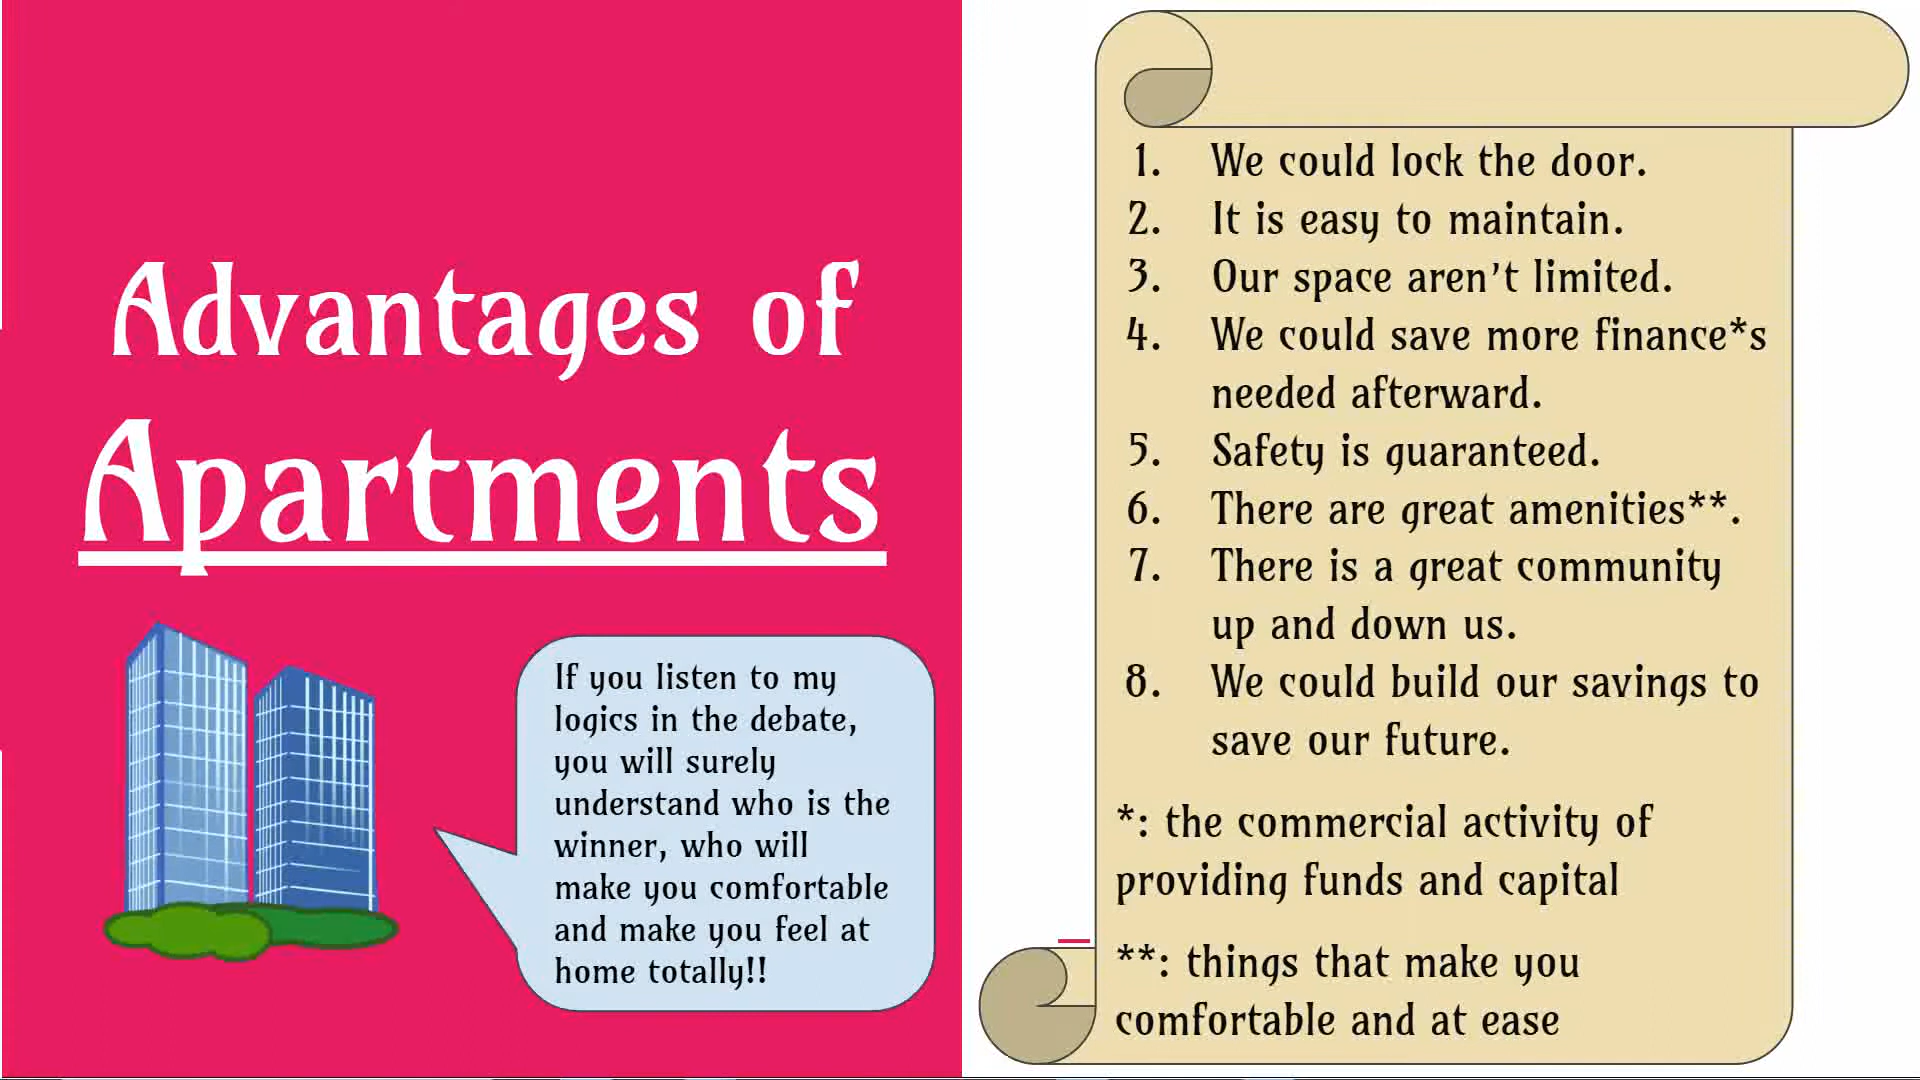 Advantages of
Apartments
If you listen to my
logics in the debate,
you will surely
understand who is the
winner, who will
make you comfortable
and make you feel at
home totally!!
1. We could lock the door.
2. It is easy to maintain.
3. Our space aren't limited.
4. We could save more finance*s
needed afterward.
5. Safety is guaranteed.
6. There are great amenities**.
7. There is a great community
up and down us.
8. We could build our savings to
save our future.
*: the commercial activity of
providing funds and capital
**: things that make you
comfortable and at ease